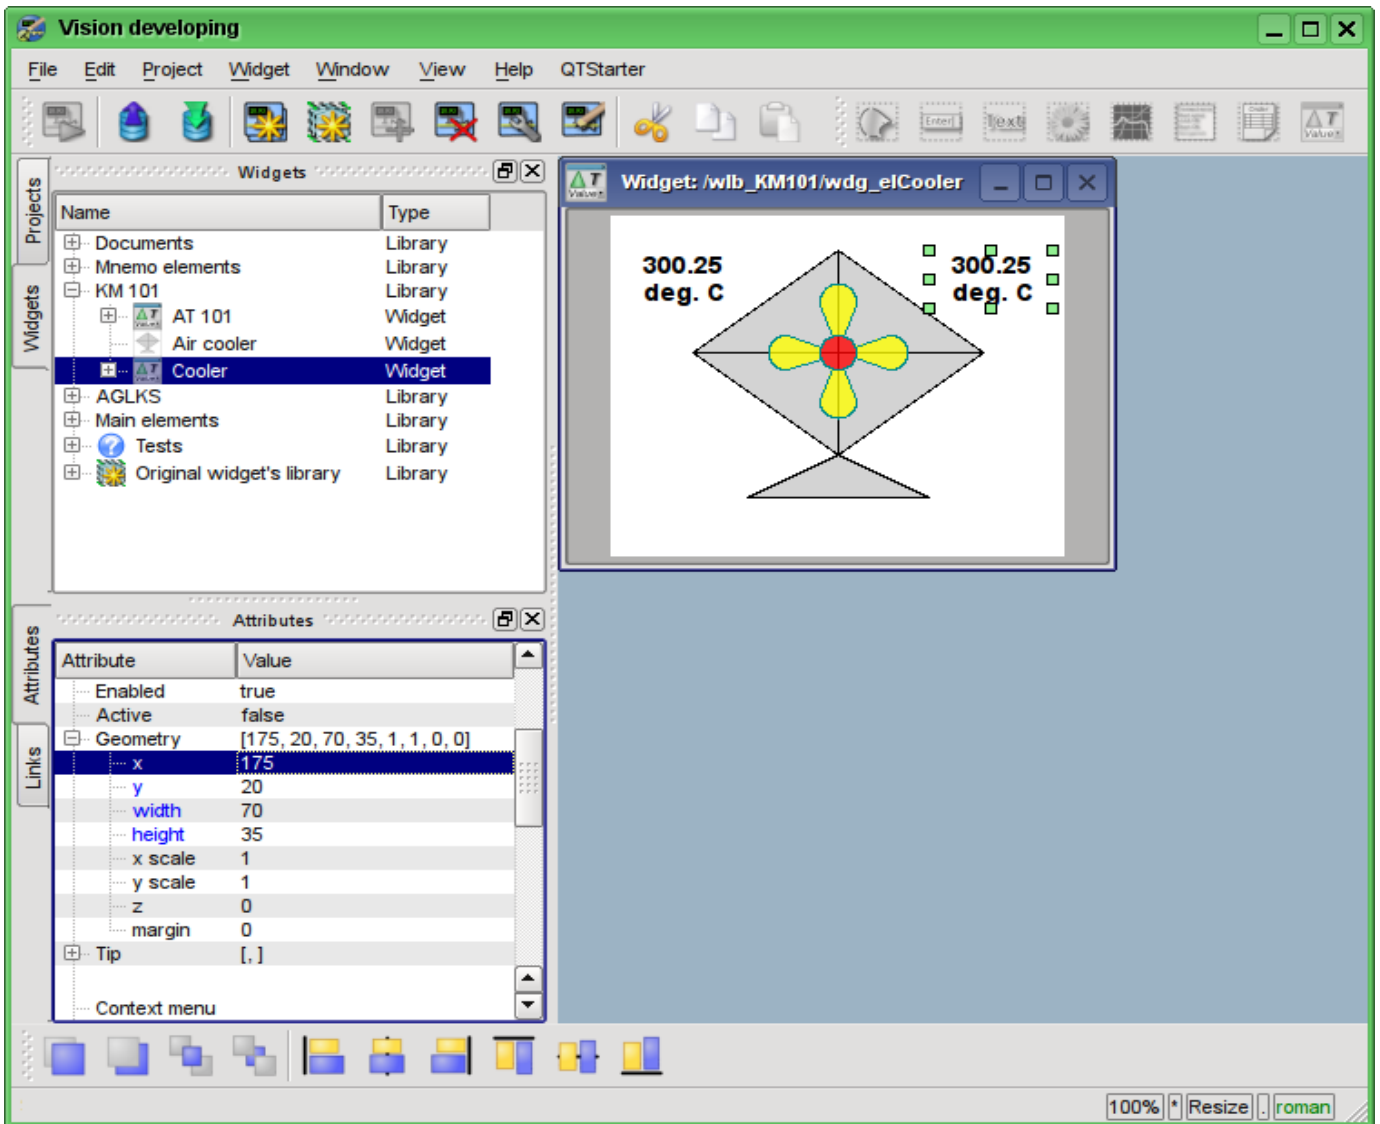 Vision developing
File Edit Project Widget Window View Help QTStarter
Enter
Text
ΔT
Projects
Widgets
Widgets
Name Type
Documents Library
Mnemo elements Library
KM 101 Library
AT 101 Widget
Air cooler Widget
Cooler Widget
AGLKS Library
Main elements Library
Tests Library
Original widget's library Library
Widget: /wlb_KM101/wdg_elCooler
300.25
deg. C
300.25
deg. C
Attributes
Links
Attributes
Attribute Value
Enabled true
Active false
Geometry [175, 20, 70, 35, 1, 1, 0, 0]
x 175
y 20
width 70
height 35
x scale 1
y scale 1
z 0
margin 0
Tip [, ]
Context menu
100% * Resize . roman